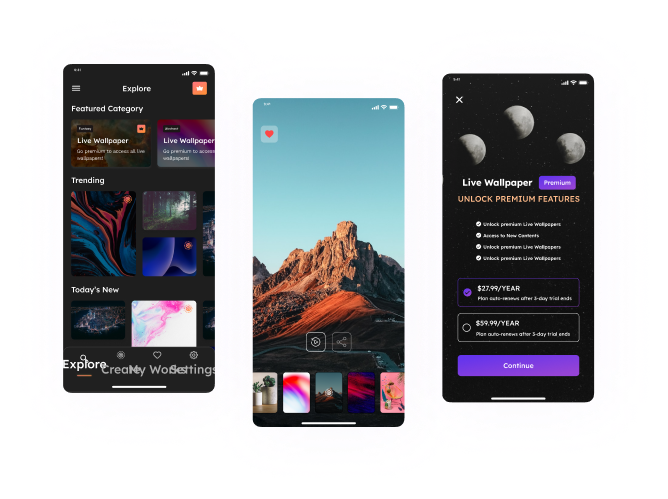 9:41
Explore
Featured Category
Fantasy
Abstract
Live Wallpaper
Live Wallpaper
Go premium to access all live
wallpapers!
Go premium to access
wallpapers!
Trending
Today's New
Explore
Create
My Works
Settings
9:41
9:41
Live Wallpaper
Premium
UNLOCK PREMIUM FEATURES
Unlock premium Live Wallpapers
Access to New Contents
Unlock premium Live Wallpapers
Unlock premium Live Wallpapers
$27.99/YEAR
Plan auto-renews after 3-day trial ends
$59.99/YEAR
Plan auto-renews after 3-day trial ends
Continue